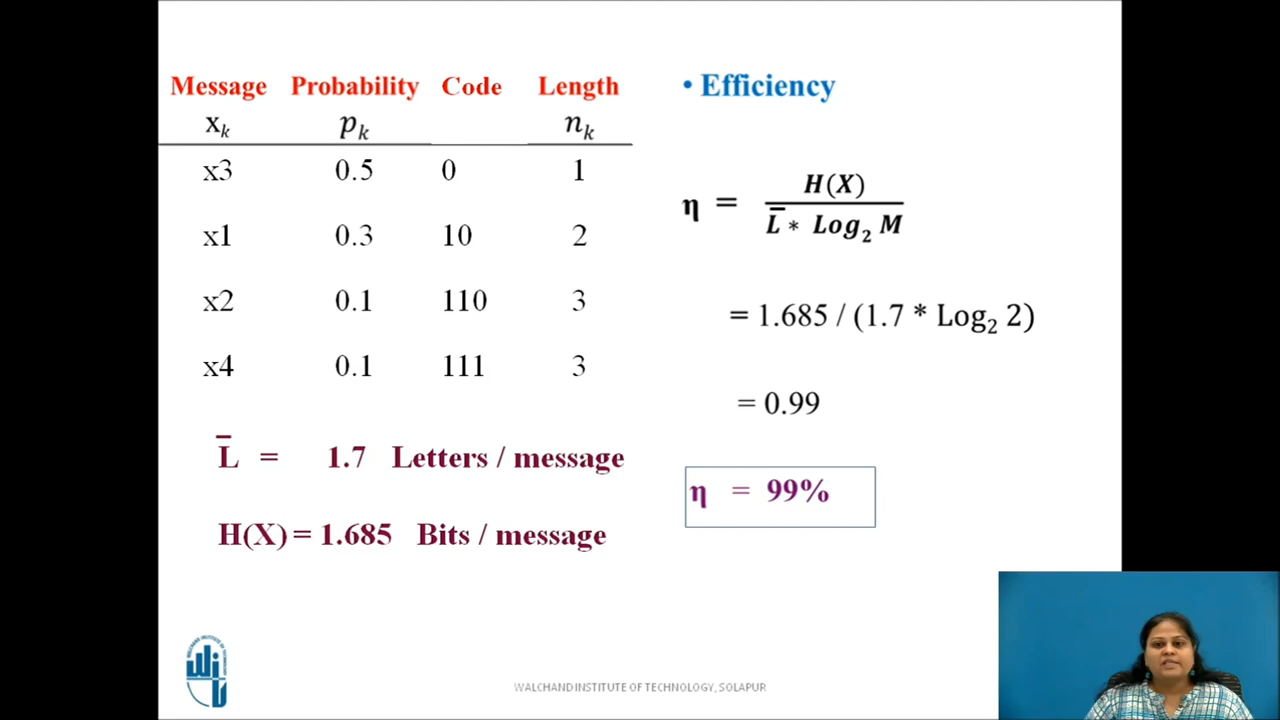 Message Probability Code Length
x_k p_k n_k
x3 0.5 0 1
x1 0.3 10 2
x2 0.1 110 3
x4 0.1 111 3
L̄ = 1.7 Letters / message
H(X) = 1.685 Bits / message
• Efficiency
η = H(X) / L̄ * Log₂ M
= 1.685 / (1.7 * Log₂ 2)
= 0.99
η = 99%
WALCHAND INSTITUTE OF TECHNOLOGY, SOLAPUR